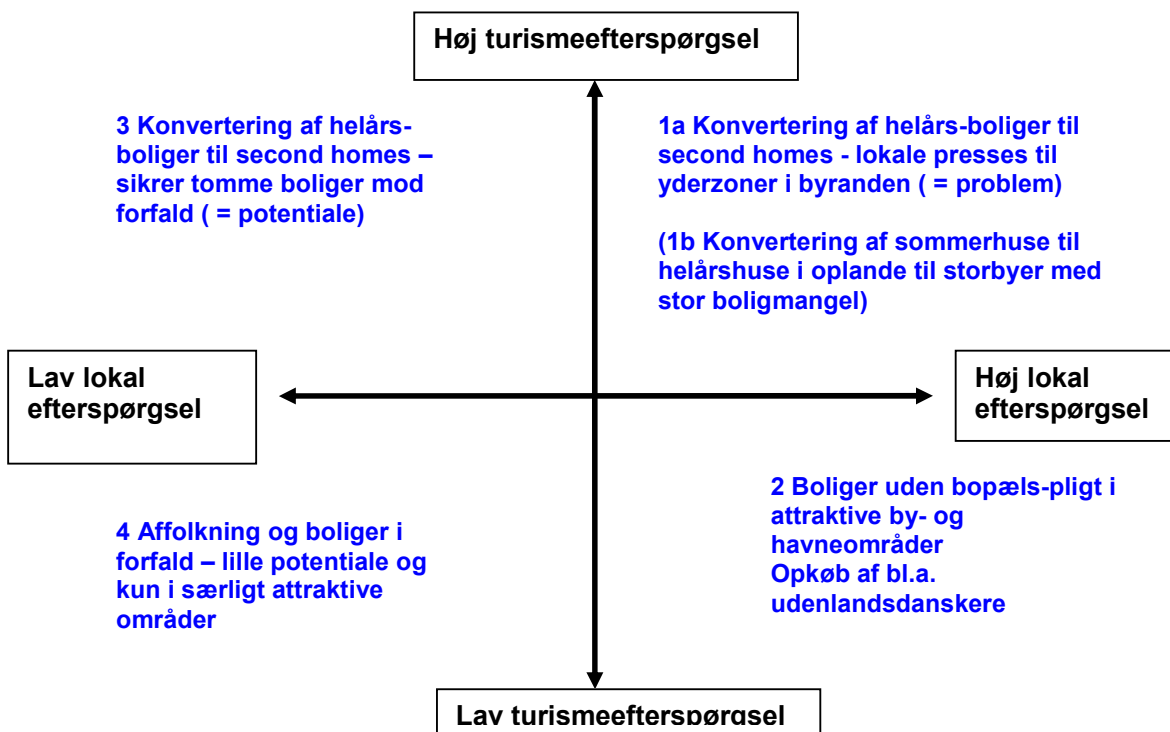 Høj turismeefterspørgsel
3 Konvertering af helårs-
boliger til second homes –
sikrer tomme boliger mod
forfald ( = potentiale)
1a Konvertering af helårs-boliger til
second homes - lokale presses til
yderzoner i byranden ( = problem)
(1b Konvertering af sommerhuse til
helårshuse i oplande til storbyer med
stor boligmangel)
Lav lokal
efterspørgsel
Høj lokal
efterspørgsel
4 Affolkning og boliger i
forfald – lille potentiale og
kun i særligt attraktive
områder
2 Boliger uden bopæls-pligt i
attraktive by- og
havneområder
Opkøb af bl.a.
udenlandsdanskere
Lav turismeefterspørgsel